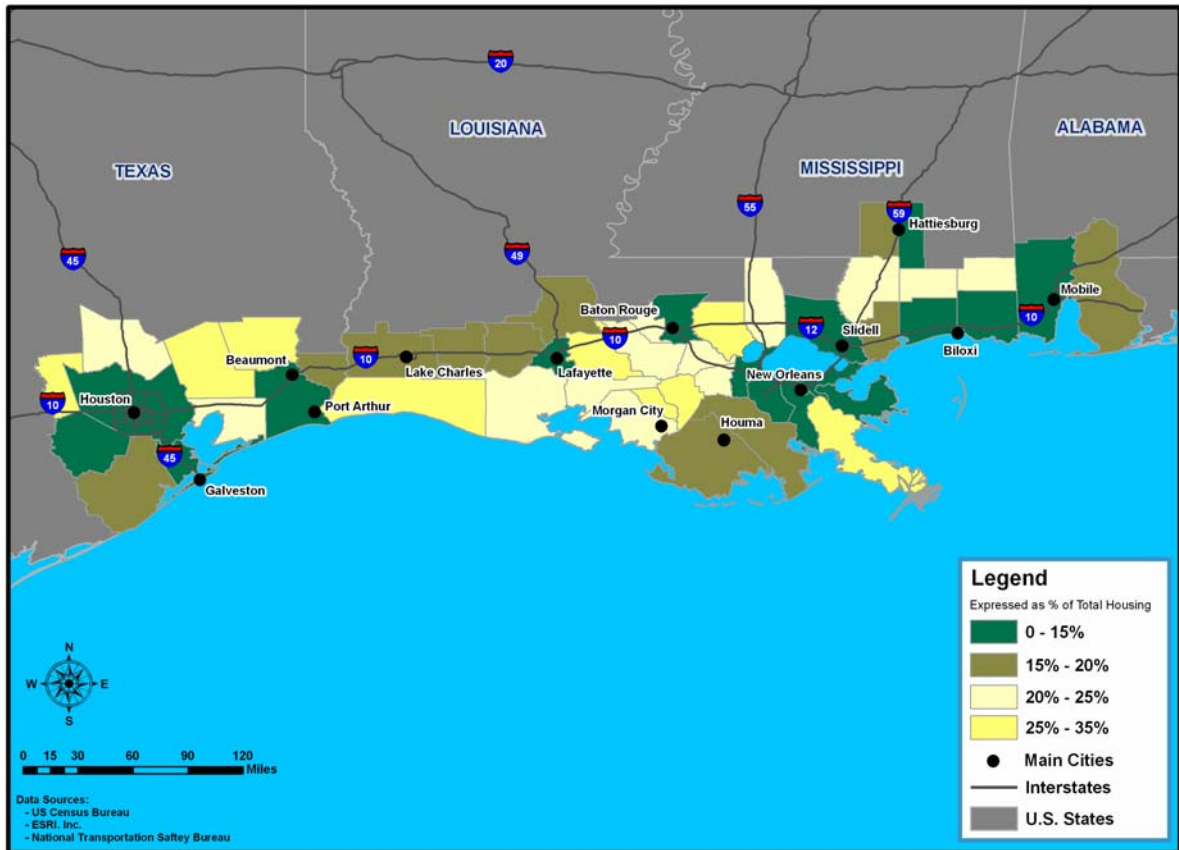 20
LOUISIANA
ALABAMA
TEXAS
MISSISSIPPI
55
59
Hattiesburg
45
49
Mobile
Baton Rouge
10
12
10
Slidell
Beaumont
10
Biloxi
Lake Charles
Lafayette
New Orleans
10
Houston
Port Arthur
Morgan City
Houma
45
Galveston
Legend
Expressed as % of Total Housing
0 - 15%
15% - 20%
20% - 25%
25% - 35%
Main Cities
Interstates
U.S. States
N
W E
S
0 15 30 60 90 120
Miles
Data Sources:
- US Census Bureau
- ESRI. Inc.
- National Transportation Saftey Bureau